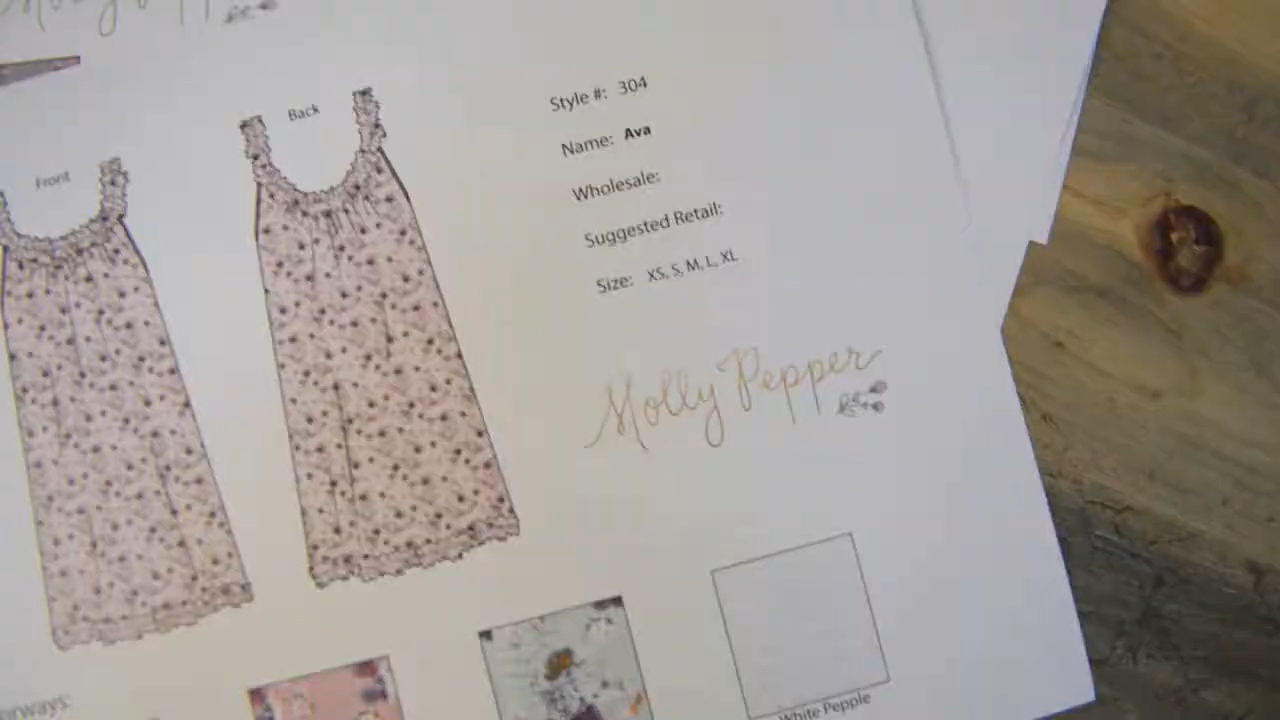 Back
Front
Style #: 304
Name: Ava
Wholesale:
Suggested Retail:
Size: XS, S, M, L, XL
Molly Pepper
White Pepple